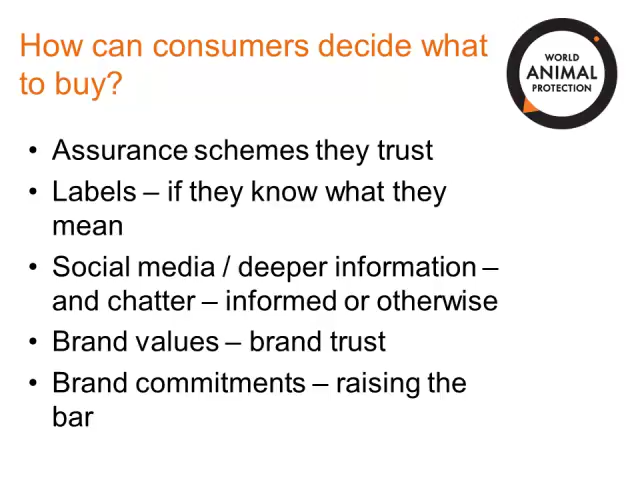 How can consumers decide what
to buy?
WORLD
ANIMAL
PROTECTION
• Assurance schemes they trust
• Labels – if they know what they
mean
• Social media / deeper information –
and chatter – informed or otherwise
• Brand values – brand trust
• Brand commitments – raising the
bar